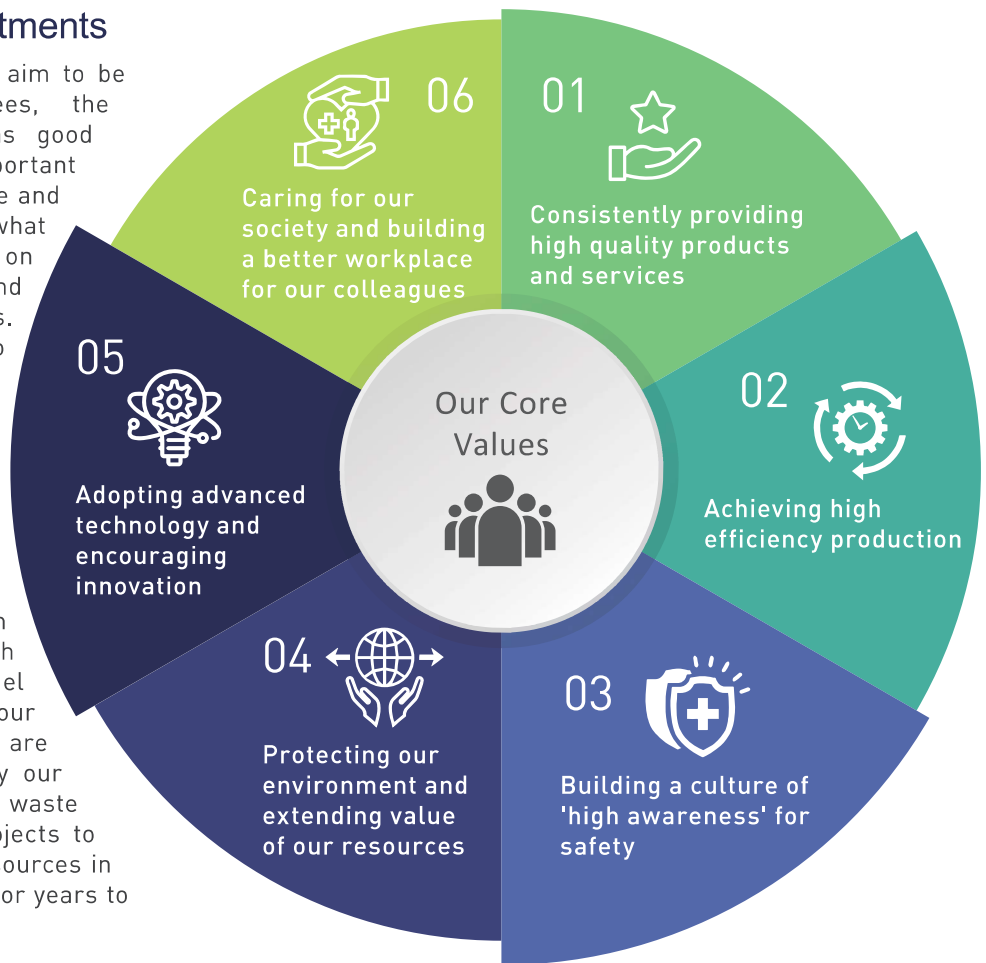 tments
aim to be
ees, the
as good
portant
e and
what
on
nd
s.
o
n
h
el
our
are
y our
waste
ojects to
sources in
or years to
06
Caring for our
society and building
a better workplace
for our colleagues
01
Consistently providing
high quality products
and services
05
Adopting advanced
technology and
encouraging
innovation
Our Core
Values
02
Achieving high
efficiency production
04
Protecting our
environment and
extending value
of our resources
03
Building a culture of
'high awareness' for
safety